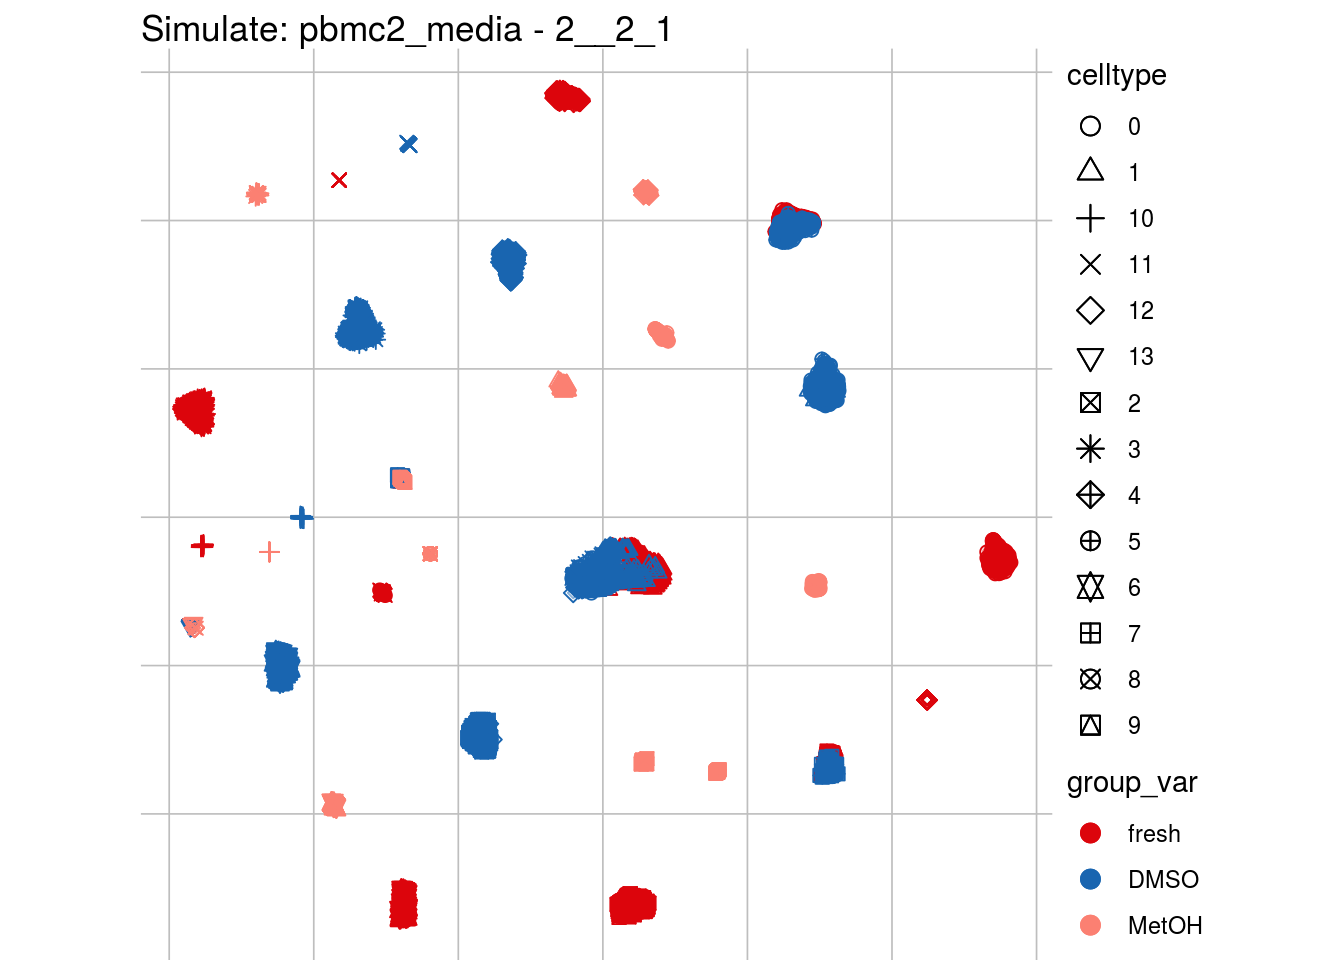 Simulate: pbmc2_media - 2__2_1
celltype
0
1
10
11
12
13
2
3
4
5
6
7
8
9
group_var
fresh
DMSO
MetOH